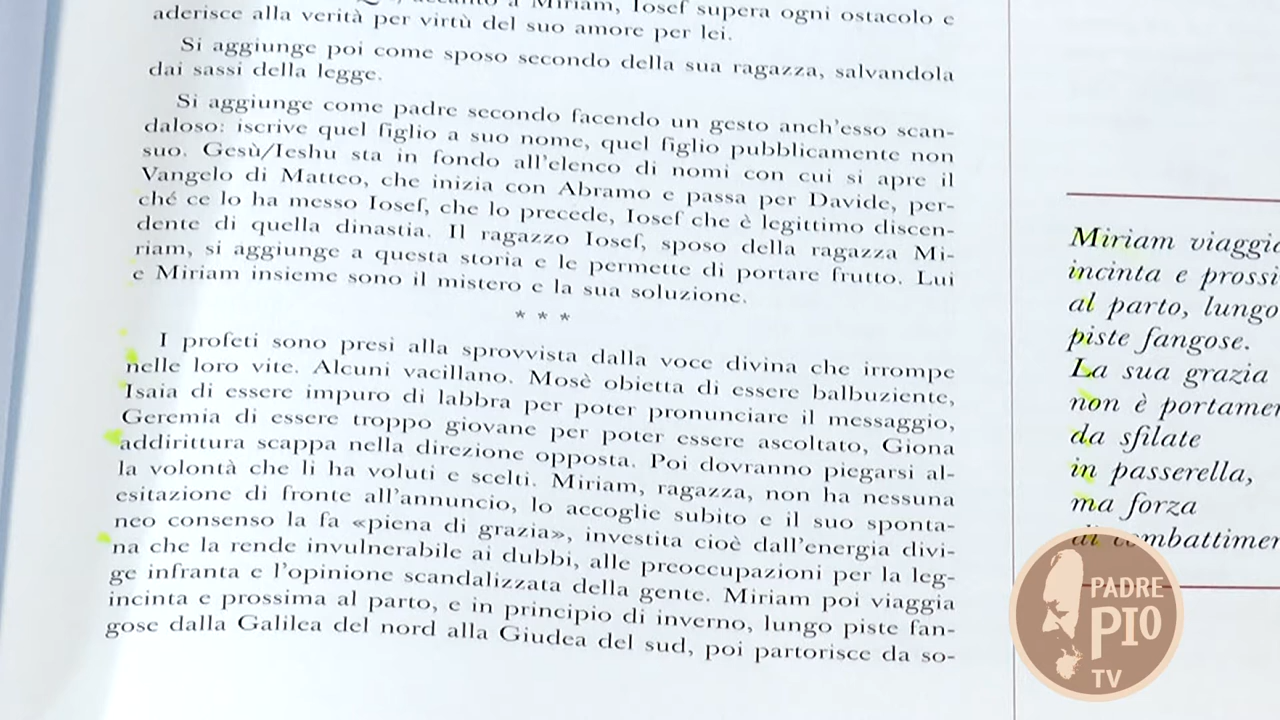 accanto a Miriam, Iosef supera ogni ostacolo e
aderisce alla verità per virtù del suo amore per lei.
Si aggiunge poi come sposo secondo della sua ragazza, salvandola
dai sassi della legge.
Si aggiunge come padre secondo facendo un gesto anch'esso scan-
daloso: iscrive quel figlio a suo nome, quel figlio pubblicamente non
suo. Gesù/Ieshu sta in fondo all'elenco di nomi con cui si apre il
Vangelo di Matteo, che inizia con Abramo e passa per Davide, per-
ché ce lo ha messo Iosef, che lo precede, Iosef che è legittimo discen-
dente di quella dinastia. Il ragazzo Iosef, sposo della ragazza Mi-
riam, si aggiunge a questa storia e le permette di portare frutto. Lui
e Miriam insieme sono il mistero e la sua soluzione.
* * *
I profeti sono presi alla sprovvista dalla voce divina che irrompe
nelle loro vite. Alcuni vacillano. Mosè obietta di essere balbuziente,
Isaia di essere impuro di labbra per poter pronunciare il messaggio,
Geremia di essere troppo giovane per poter essere ascoltato, Giona
addirittura scappa nella direzione opposta. Poi dovranno piegarsi al-
la volontà che li ha voluti e scelti. Miriam, ragazza, non ha nessuna
esitazione di fronte all'annuncio, lo accoglie subito e il suo sponta-
neo consenso la fa «piena di grazia», investita cioè dall'energia divi-
na che la rende invulnerabile ai dubbi, alle preoccupazioni per la leg-
ge infranta e l'opinione scandalizzata della gente. Miriam poi viaggia
incinta e prossima al parto, e in principio di inverno, lungo piste fan-
gose dalla Galilea del nord alla Giudea del sud, poi partorisce da so-
Miriam viaggia
incinta e prossi
al parto, lungo
piste fangose.
La sua grazia
non è portamen
da sfilate
in passerella,
ma forza
di combattimen
PADRE
PIO
TV